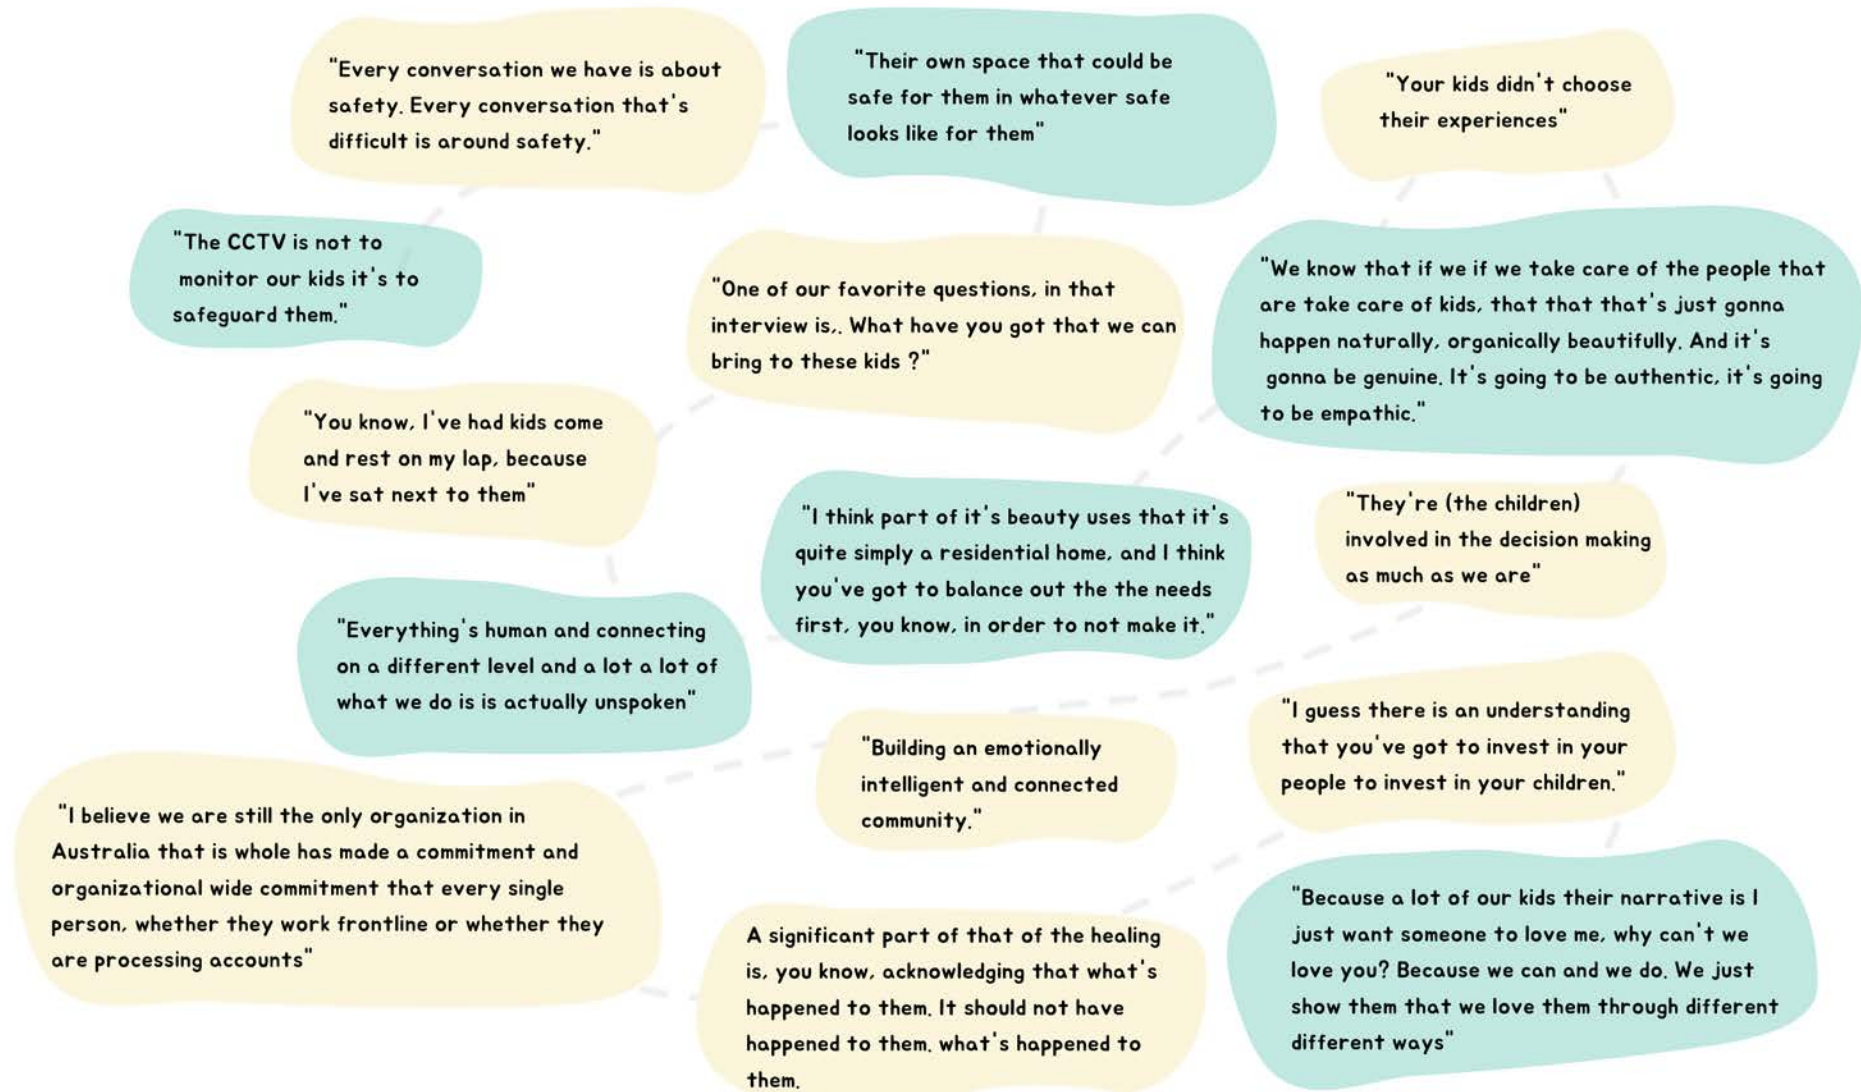 "Every conversation we have is about
safety. Every conversation that's
difficult is around safety."
"Their own space that could be
safe for them in whatever safe
looks like for them"
"Your kids didn't choose
their experiences"
"The CCTV is not to
monitor our kids it's to
safeguard them."
"One of our favorite questions, in that
interview is,. What have you got that we can
bring to these kids ?"
"We know that if we if we take care of the people that
are take care of kids, that that that's just gonna
happen naturally, organically beautifully. And it's
gonna be genuine. It's going to be authentic, it's going
to be empathic."
"You know, I've had kids come
and rest on my lap, because
I've sat next to them"
"I think part of it's beauty uses that it's
quite simply a residential home, and I think
you've got to balance out the the needs
first, you know, in order to not make it."
"They're (the children)
involved in the decision making
as much as we are"
"Everything's human and connecting
on a different level and a lot a lot of
what we do is is actually unspoken"
"Building an emotionally
intelligent and connected
community."
"I guess there is an understanding
that you've got to invest in your
people to invest in your children."
"I believe we are still the only organization in
Australia that is whole has made a commitment and
organizational wide commitment that every single
person, whether they work frontline or whether they
are processing accounts"
A significant part of that of the healing
is, you know, acknowledging that what's
happened to them. It should not have
happened to them. what's happened to
them.
"Because a lot of our kids their narrative is I
just want someone to love me, why can't we
love you? Because we can and we do. We just
show them that we love them through different
different ways"